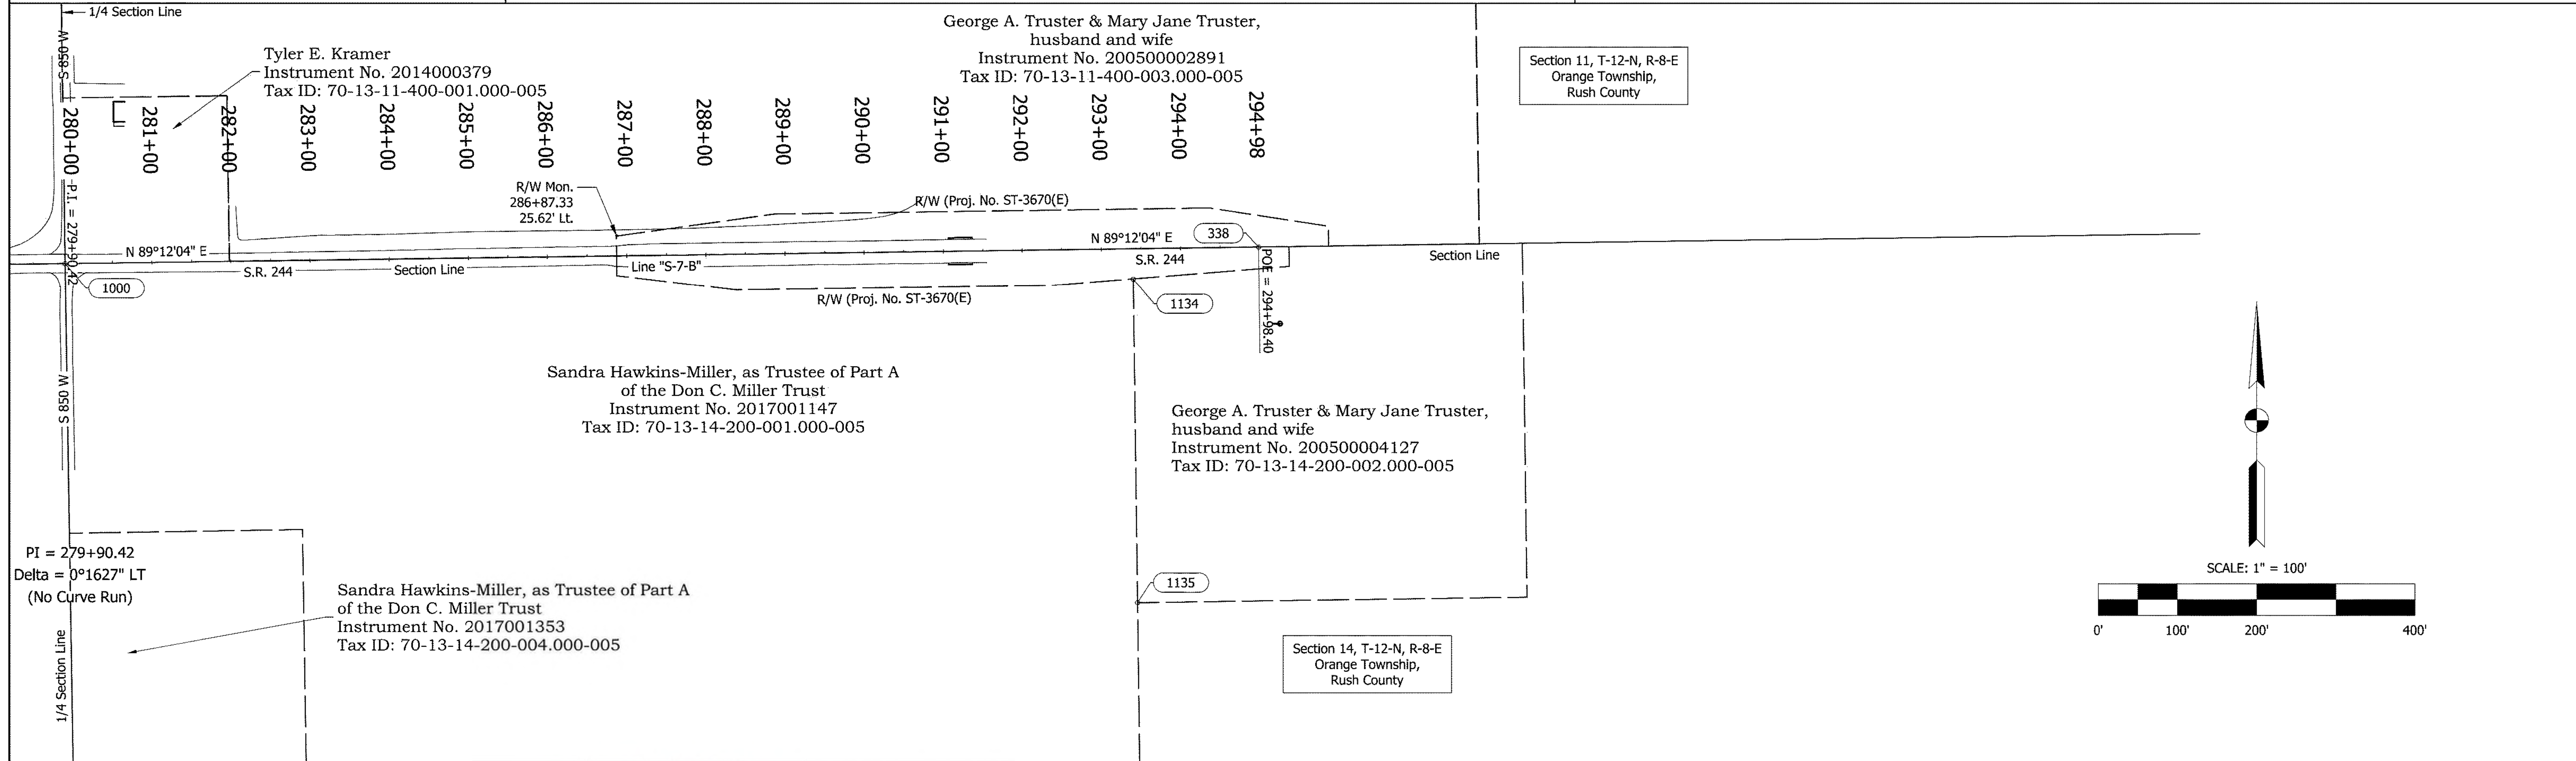 1/4 Section Line
S 850 W
Tyler E. Kramer
Instrument No. 2014000379
Tax ID: 70-13-11-400-001.000-005
George A. Truster & Mary Jane Truster,
husband and wife
Instrument No. 200500002891
Tax ID: 70-13-11-400-003.000-005
Section 11, T-12-N, R-8-E
Orange Township,
Rush County
280+00
281+00
282+00
283+00
284+00
285+00
286+00
287+00
288+00
289+00
290+00
291+00
292+00
293+00
294+00
294+98
P.I. = 279+90.42
R/W Mon.
286+87.33
25.62' Lt.
R/W (Proj. No. ST-3670(E)
N 89°12'04" E
338
N 89°12'04" E
S.R. 244
Section Line
Line "S-7-B"
S.R. 244
Section Line
1000
R/W (Proj. No. ST-3670(E)
1134
POE = 294+98.40
S 850 W
Sandra Hawkins-Miller, as Trustee of Part A
of the Don C. Miller Trust
Instrument No. 2017001147
Tax ID: 70-13-14-200-001.000-005
George A. Truster & Mary Jane Truster,
husband and wife
Instrument No. 200500004127
Tax ID: 70-13-14-200-002.000-005
PI = 279+90.42
Delta = 0°1627" LT
(No Curve Run)
1/4 Section Line
Sandra Hawkins-Miller, as Trustee of Part A
of the Don C. Miller Trust
Instrument No. 2017001353
Tax ID: 70-13-14-200-004.000-005
1135
Section 14, T-12-N, R-8-E
Orange Township,
Rush County
SCALE: 1" = 100'
0' 100' 200' 400'